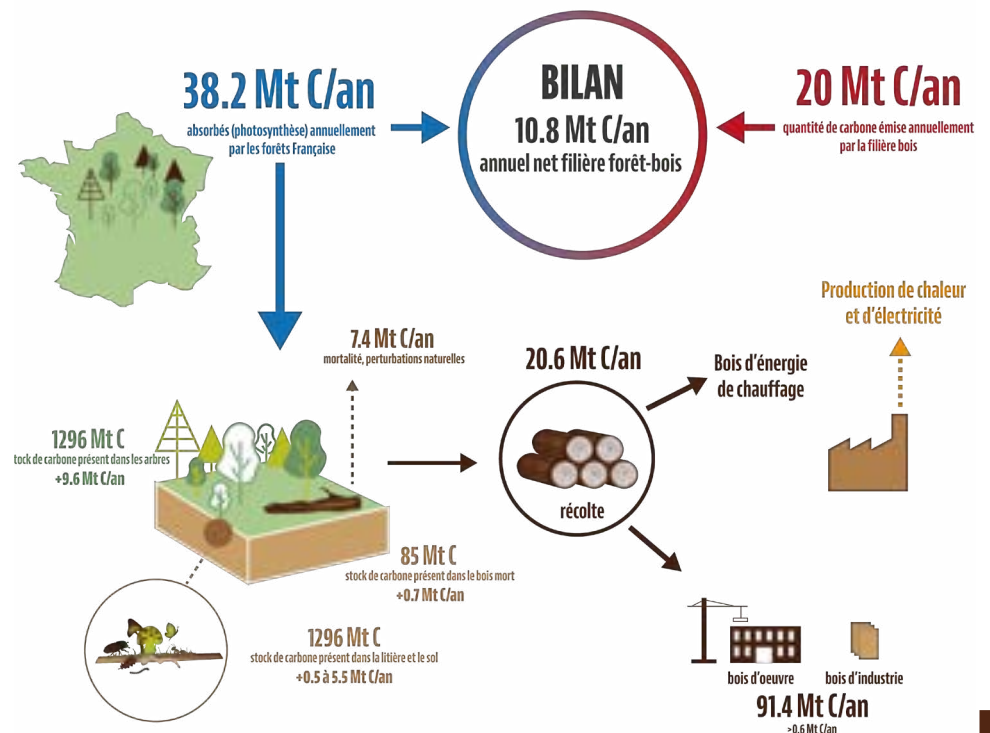 38.2 Mt C/an
absorbés (photosynthèse) annuellement
par les forêts Française
BILAN
10.8 Mt C/an
annuel net filière forêt-bois
20 Mt C/an
quantité de carbone émise annuellement
par la filière bois
Production de chaleur
et d'électricité
7.4 Mt C/an
mortalité, perturbations naturelles
20.6 Mt C/an
récolte
Bois d'énergie
de chauffage
1296 Mt C
tock de carbone présent dans les arbres
+9.6 Mt C/an
85 Mt C
stock de carbone présent dans le bois mort
+0.7 Mt C/an
1296 Mt C
stock de carbone présent dans la litière et le sol
+0.5 à 5.5 Mt C/an
bois d'oeuvre
bois d'industrie
91.4 Mt C/an
>0.6 Mt C/an